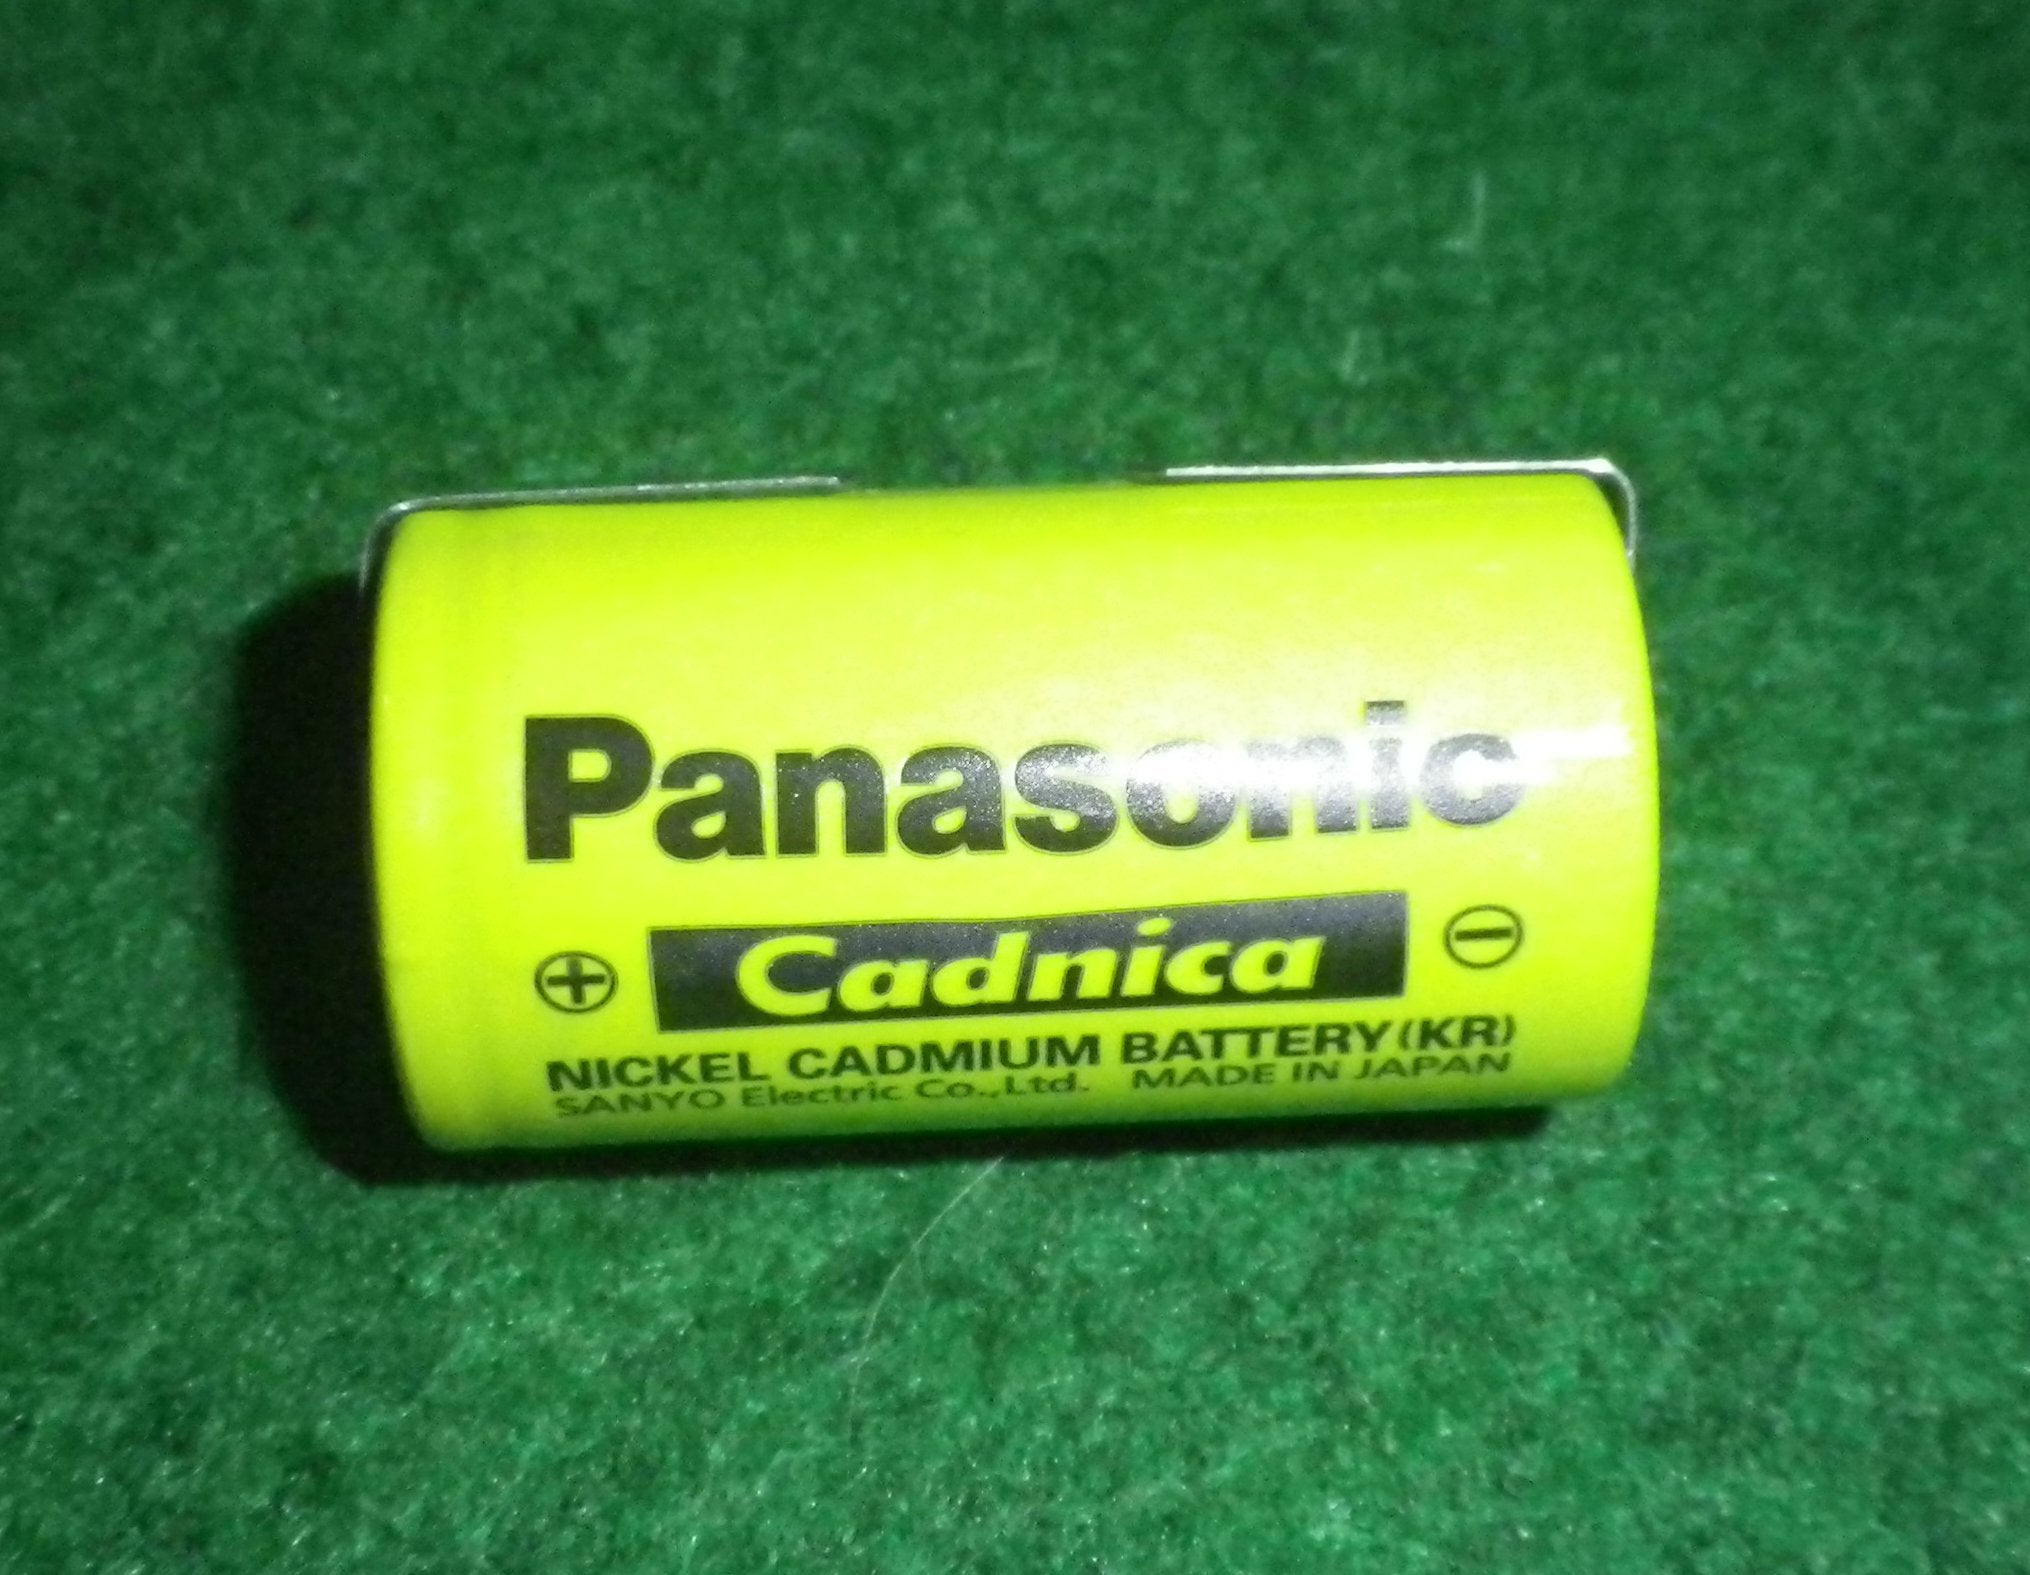 Panasonic
+ Cadnica −
NICKEL CADMIUM BATTERY(KR)
SANYO Electric Co.,Ltd. MADE IN JAPAN